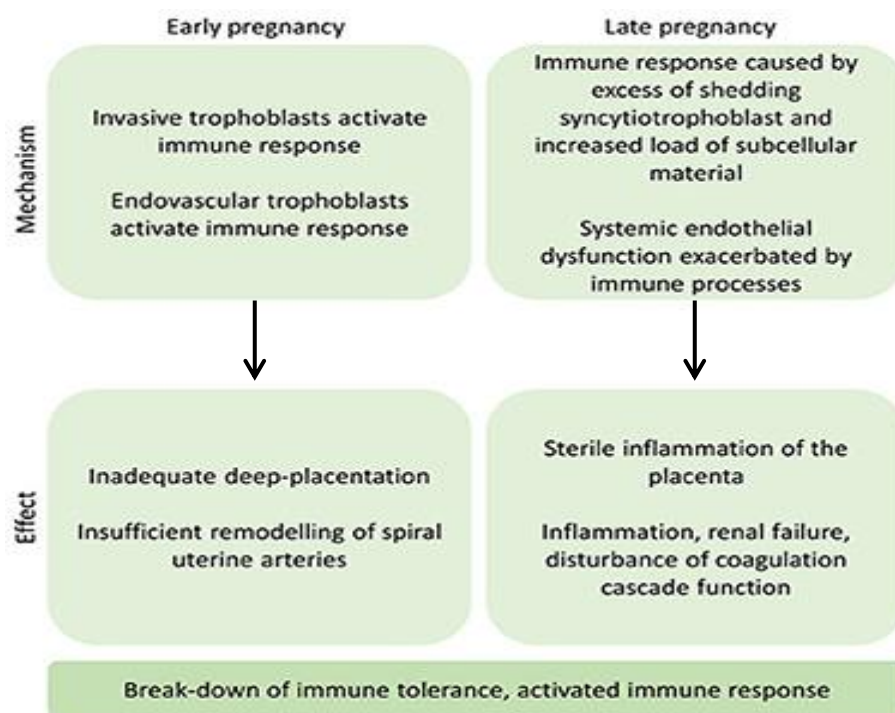 Early pregnancy
Late pregnancy
Mechanism
Invasive trophoblasts activate
immune response
Endovascular trophoblasts
activate immune response
Immune response caused by
excess of shedding
syncytiotrophoblast and
increased load of subcellular
material
Systemic endothelial
dysfunction exacerbated by
immune processes
Effect
Inadequate deep-placentation
Insufficient remodelling of spiral
uterine arteries
Sterile inflammation of the
placenta
Inflammation, renal failure,
disturbance of coagulation
cascade function
Break-down of immune tolerance, activated immune response